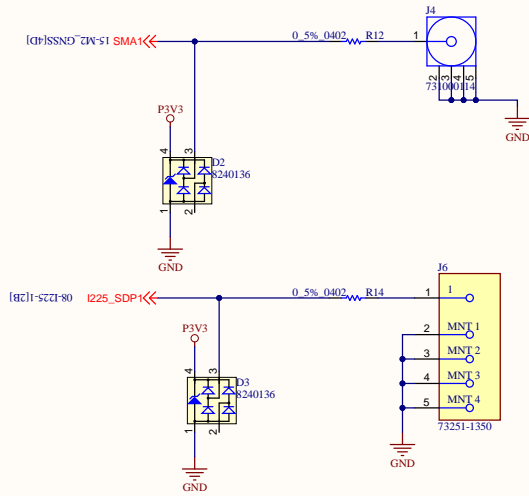 J4
15-M2_GNSS[4D] SMA1 0_5%_0402 R12 1
2 3 4 5
731000114
P3V3
GND
4 3
D2
8240136
1 2
GND
J6
08-I225-1[2B] I225_SDP1 0_5%_0402 R14 1 1
P3V3
2 MNT 1
3 MNT 2
4 3
D3
4 MNT 3
8240136
5 MNT 4
1 2
73251-1350
GND
GND